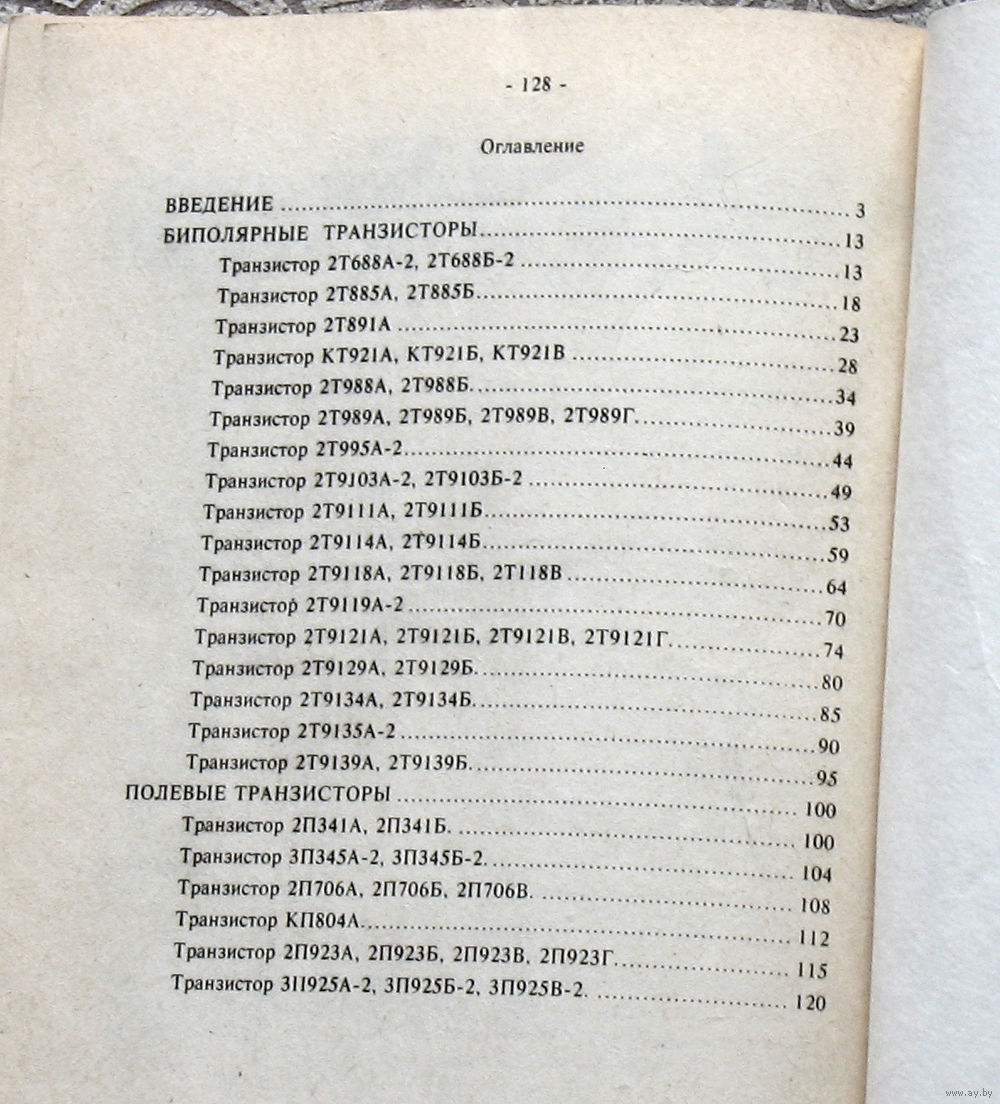 - 128 -
Оглавление
ВВЕДЕНИЕ ........ 3
БИПОЛЯРНЫЕ ТРАНЗИСТОРЫ ........ 13
Транзистор 2Т688А-2, 2Т688Б-2 ........ 13
Транзистор 2Т885А, 2Т885Б ........ 18
Транзистор 2Т891А ........ 23
Транзистор КТ921А, КТ921Б, КТ921В ........ 28
Транзистор 2Т988А, 2Т988Б ........ 34
Транзистор 2Т989А, 2Т989Б, 2Т989В, 2Т989Г ........ 39
Транзистор 2Т995А-2 ........ 44
Транзистор 2Т9103А-2, 2Т9103Б-2 ........ 49
Транзистор 2Т9111А, 2Т9111Б ........ 53
Транзистор 2Т9114А, 2Т9114Б ........ 59
Транзистор 2Т9118А, 2Т9118Б, 2Т118В ........ 64
Транзистор 2Т9119А-2 ........ 70
Транзистор 2Т9121А, 2Т9121Б, 2Т9121В, 2Т9121Г ........ 74
Транзистор 2Т9129А, 2Т9129Б ........ 80
Транзистор 2Т9134А, 2Т9134Б ........ 85
Транзистор 2Т9135А-2 ........ 90
Транзистор 2Т9139А, 2Т9139Б ........ 95
ПОЛЕВЫЕ ТРАНЗИСТОРЫ ........ 100
Транзистор 2П341А, 2П341Б ........ 100
Транзистор 3П345А-2, 3П345Б-2 ........ 104
Транзистор 2П706А, 2П706Б, 2П706В ........ 108
Транзистор КП804А ........ 112
Транзистор 2П923А, 2П923Б, 2П923В, 2П923Г ........ 115
Транзистор 3П925А-2, 3П925Б-2, 3П925В-2 ........ 120
www.ay.by